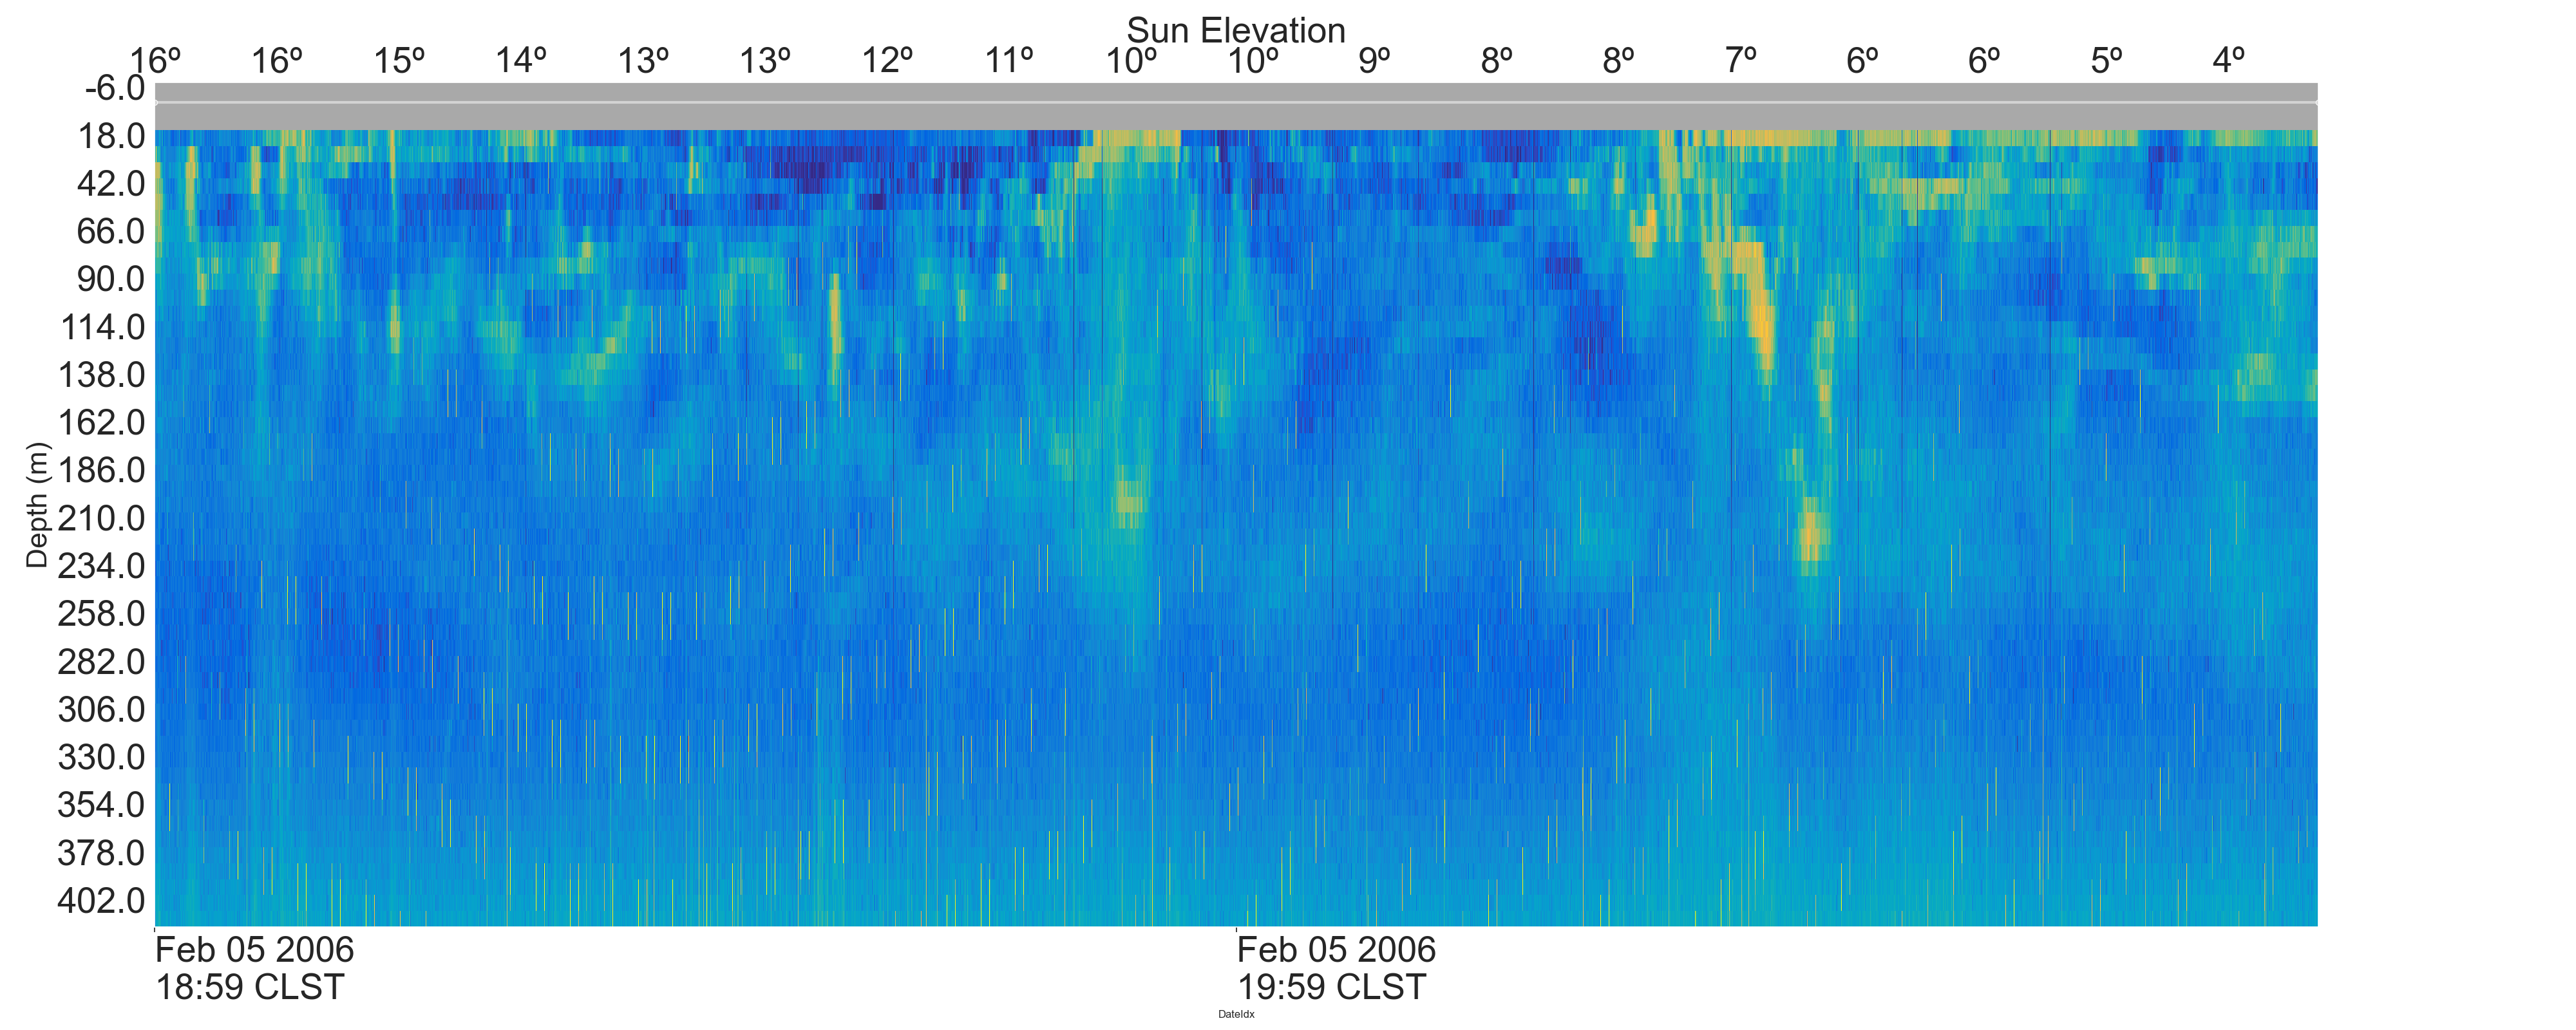 Sun Elevation
16º 16º 15º 14º 13º 13º 12º 11º 10º 10º 9º 8º 8º 7º 6º 6º 5º 4º
-6.0
18.0
42.0
66.0
90.0
114.0
138.0
162.0
186.0
210.0
234.0
258.0
282.0
306.0
330.0
354.0
378.0
402.0
Depth (m)
Feb 05 2006
18:59 CLST
Feb 05 2006
19:59 CLST
DateIdx